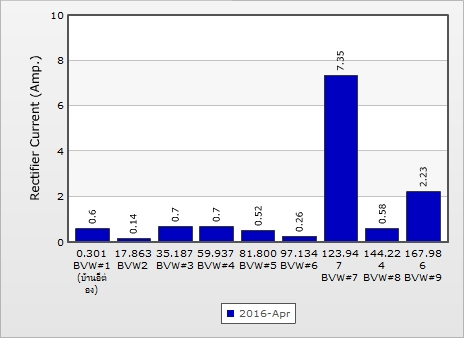 10
8
6
4
2
0
Rectifier Current (Amp.)
0.6
0.14
0.7
0.7
0.52
0.26
7.35
0.58
2.23
0.301
BVW#1
(บ้านอีต่
อง)
17.863
BVW2
35.187
BVW#3
59.937
BVW#4
81.800
BVW#5
97.134
BVW#6
123.94
7
BVW#7
144.22
4
BVW#8
167.98
6
BVW#9
2016-Apr